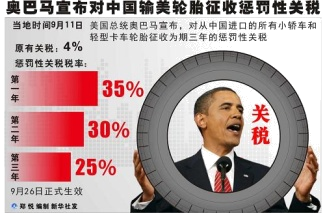 奥巴马宣布对中国输美轮胎征收惩罚性关税
当地时间9月11日
美国总统奥巴马宣布，对从中国进口的所有小轿车和
轻型卡车轮胎征收为期三年的惩罚性关税
原有关税：4%
惩罚性关税税率：
第一年
35%
第二年
30%
第三年
25%
关税
9月26日正式生效
郑悦 编制 新华社发